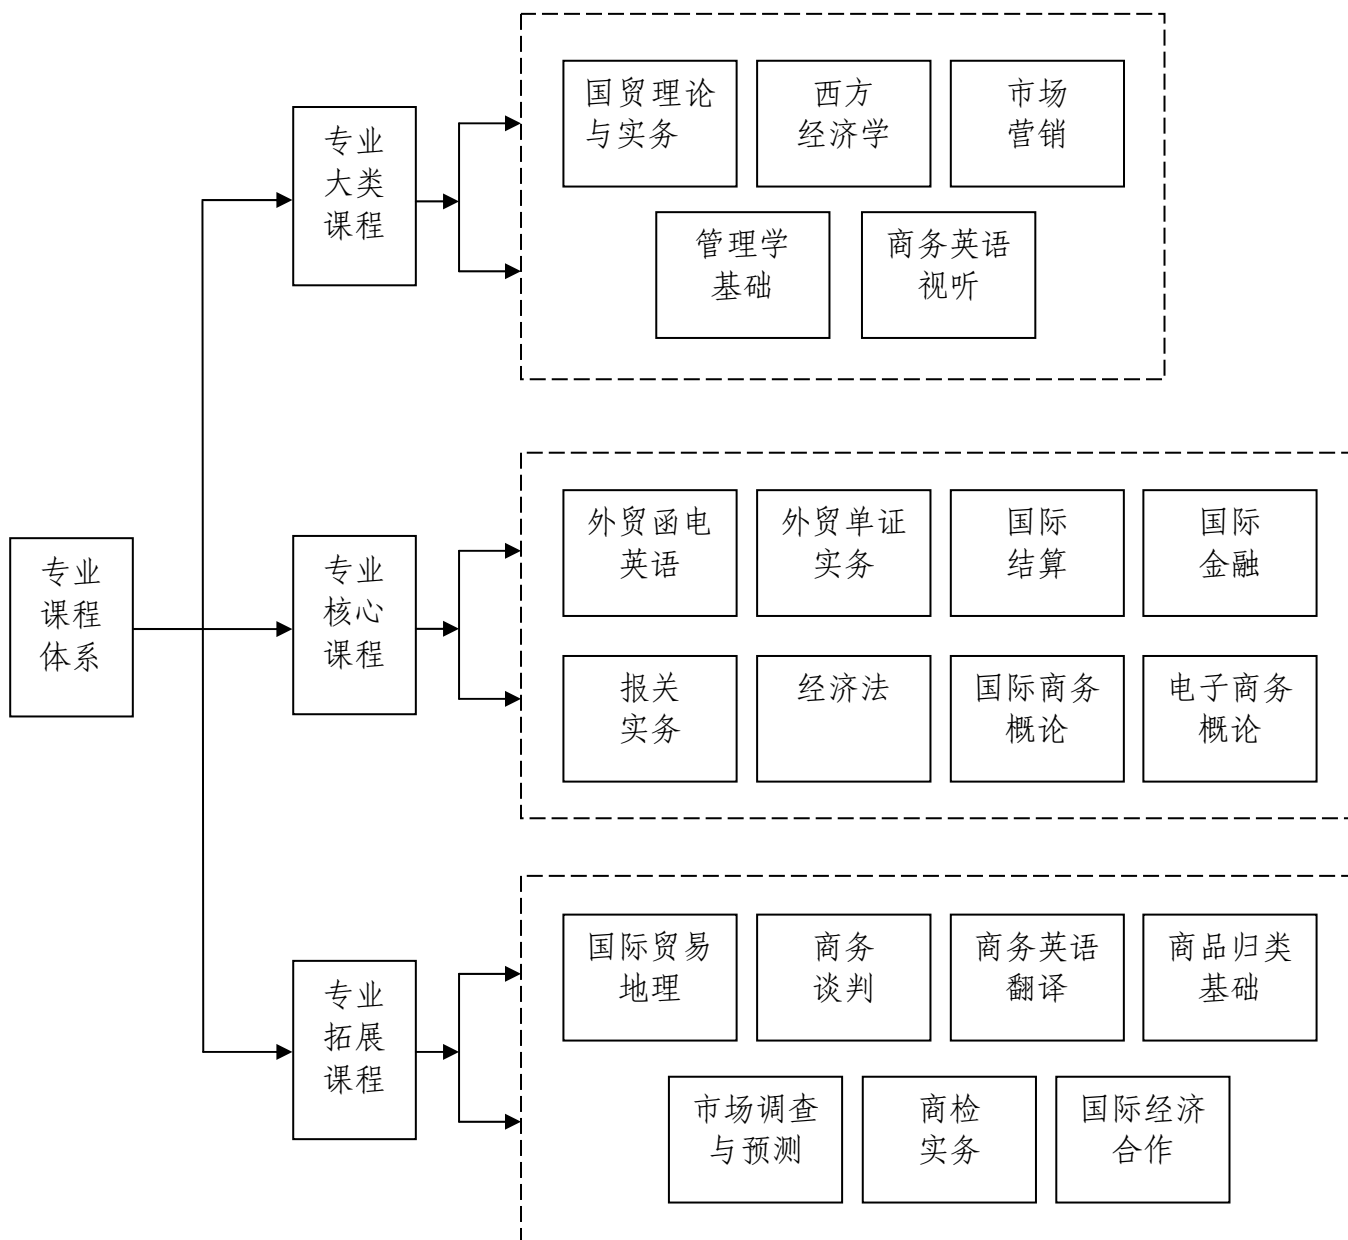 专业
课程
体系
专业
大类
课程
国贸理论
与实务
西方
经济学
市场
营销
管理学
基础
商务英语
视听
专业
核心
课程
外贸函电
英语
外贸单证
实务
国际
结算
国际
金融
报关
实务
经济法
国际商务
概论
电子商务
概论
专业
拓展
课程
国际贸易
地理
商务
谈判
商务英语
翻译
商品归类
基础
市场调查
与预测
商检
实务
国际经济
合作